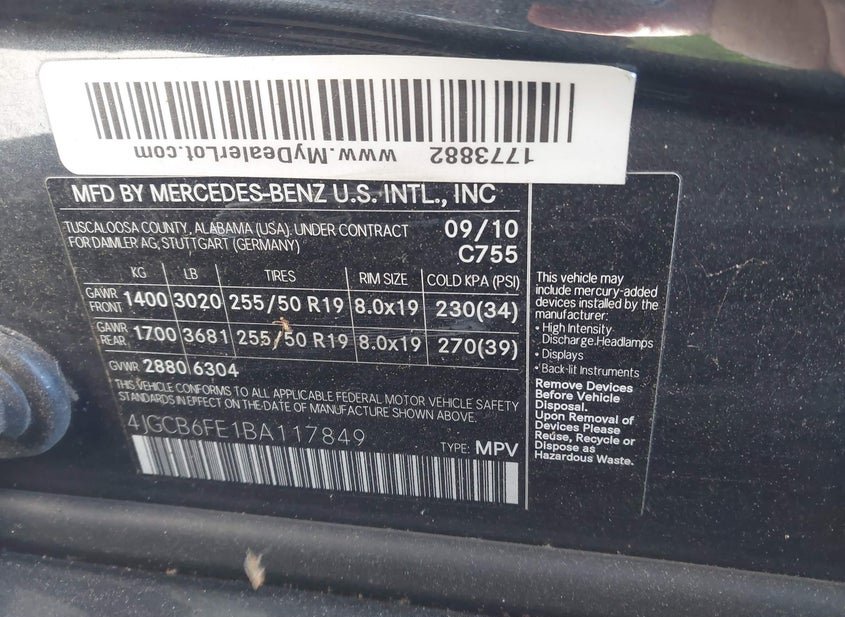 1773882
www.MyDealerLot.com
MFD BY MERCEDES-BENZ U.S. INTL., INC
TUSCALOOSA COUNTY, ALABAMA (USA). UNDER CONTRACT
FOR DAIMLER AG, STUTTGART (GERMANY)
09/10
C755
KG LB TIRES RIM SIZE COLD KPA (PSI)
GAWR FRONT 1400 3020 255/50 R19 8.0x19 230(34)
GAWR REAR 1700 3681 255/50 R19 8.0x19 270(39)
GVWR 2880 6304
THIS VEHICLE CONFORMS TO ALL APPLICABLE FEDERAL MOTOR VEHICLE SAFETY
STANDARDS IN EFFECT ON THE DATE OF MANUFACTURE SHOWN ABOVE.
4JGCB6FE1BA117849
TYPE: MPV
This vehicle may
include mercury-added
devices installed by the
manufacturer:
• High Intensity
Discharge.Headlamps
• Displays
• Back-lit Instruments
Remove Devices
Before Vehicle
Disposal.
Upon Removal of
Devices Please
Reuse, Recycle or
Dispose as
Hazardous Waste.